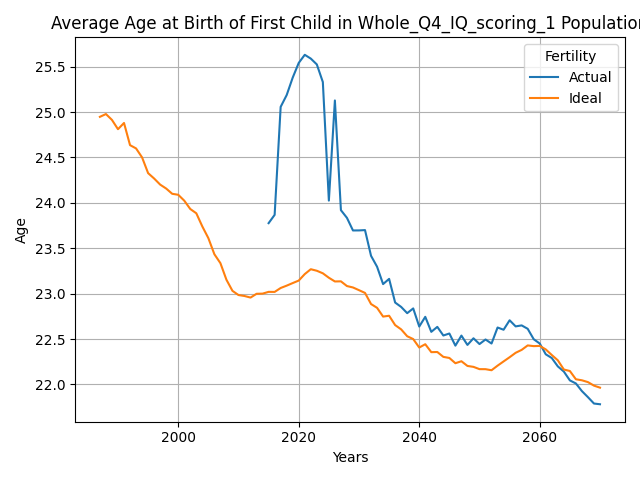 Average Age at Birth of First Child in Whole_Q4_IQ_scoring_1 Population
Fertility
Actual
Ideal
25.5
25.0
24.5
24.0
23.5
23.0
22.5
22.0
Age
2000
2020
2040
2060
Years